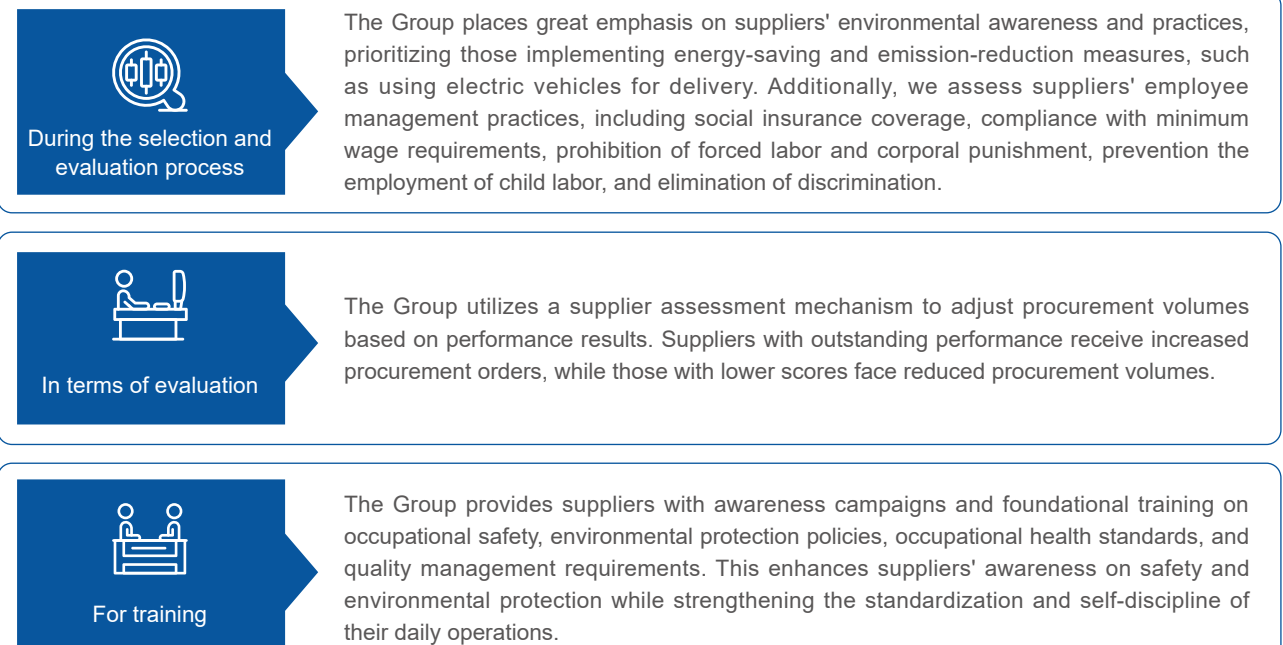 During the selection and
evaluation process
The Group places great emphasis on suppliers' environmental awareness and practices,
prioritizing those implementing energy-saving and emission-reduction measures, such
as using electric vehicles for delivery. Additionally, we assess suppliers' employee
management practices, including social insurance coverage, compliance with minimum
wage requirements, prohibition of forced labor and corporal punishment, prevention the
employment of child labor, and elimination of discrimination.
In terms of evaluation
The Group utilizes a supplier assessment mechanism to adjust procurement volumes
based on performance results. Suppliers with outstanding performance receive increased
procurement orders, while those with lower scores face reduced procurement volumes.
For training
The Group provides suppliers with awareness campaigns and foundational training on
occupational safety, environmental protection policies, occupational health standards, and
quality management requirements. This enhances suppliers' awareness on safety and
environmental protection while strengthening the standardization and self-discipline of
their daily operations.